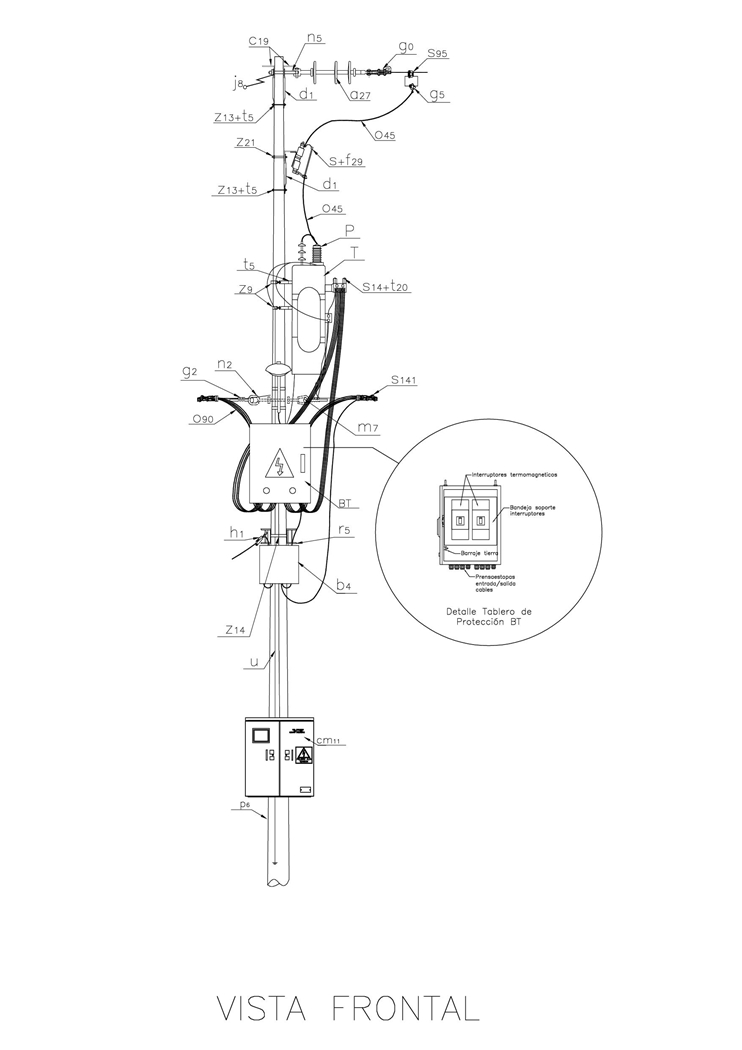 C19
n5
g0
S95
j8
d1
a27
g5
Z13+t5
O45
Z21
S+f29
Z13+t5
d1
O45
P
T
t5
Z9
S14+t20
n2
g2
S141
O90
m7
BT
interruptores termomagneticos
Bandeja soporte
interruptores
Barraje tierra
Prensaestopas
entrada/salida
cables
Detalle Tablero de
Protección BT
h1
r5
b4
Z14
u
cm11
p6
VISTA FRONTAL